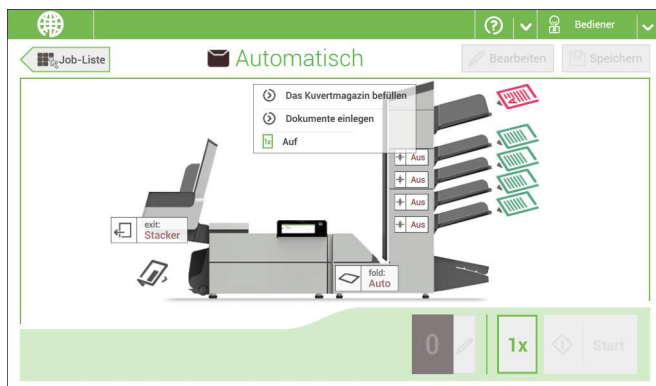 Bediener
Job-Liste
Automatisch
Bearbeiten
Speichern
Das Kuvertmagazin befüllen
Dokumente einlegen
1x Auf
Aus
Aus
Aus
Aus
exit:
Stacker
fold:
Auto
0
1x
Start